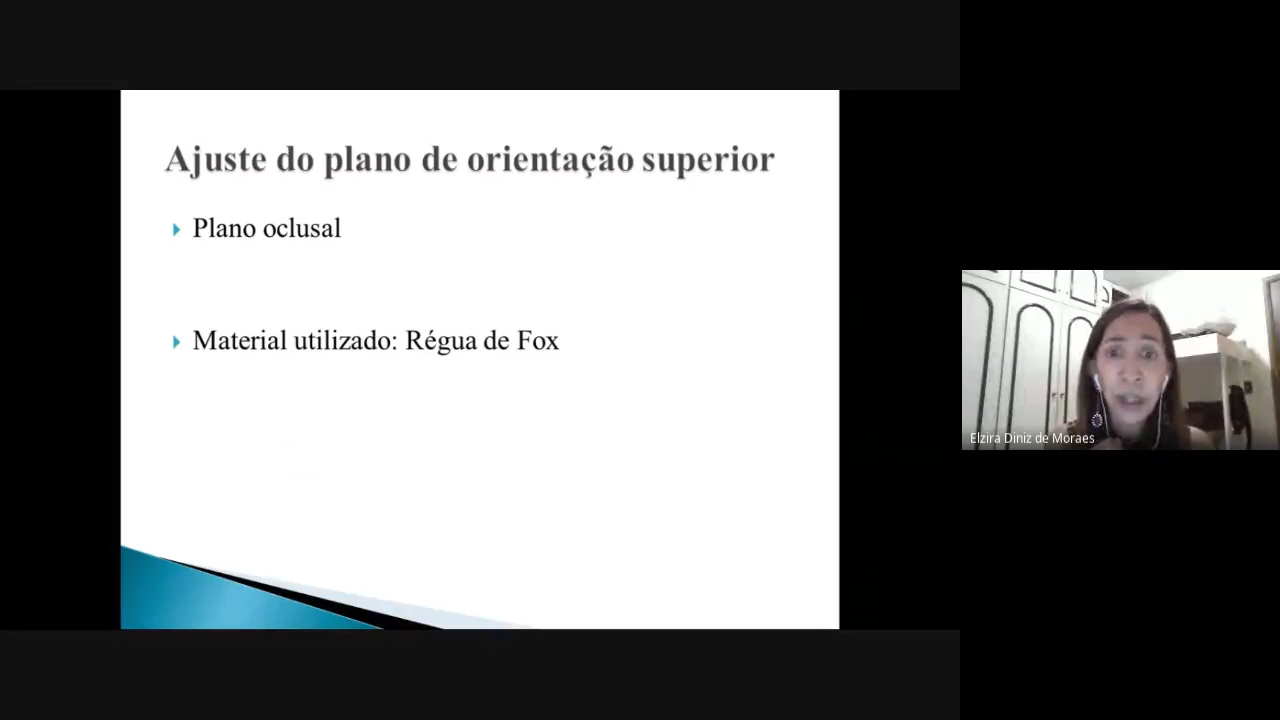 Ajuste do plano de orientação superior
Plano oclusal
Material utilizado: Régua de Fox
Elzira Diniz de Moraes